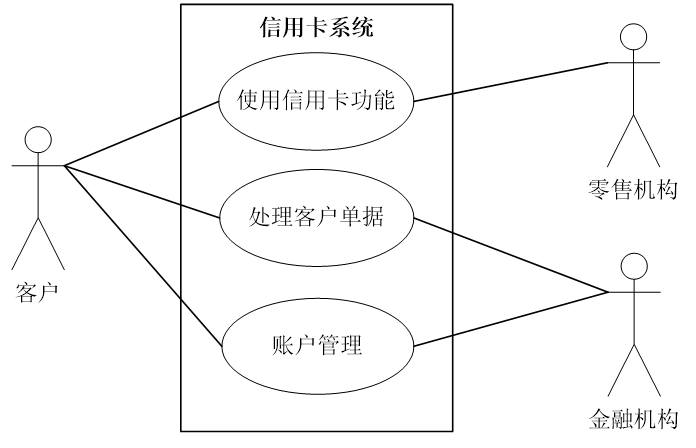 信用卡系统
使用信用卡功能
零售机构
处理客户单据
客户
账户管理
金融机构